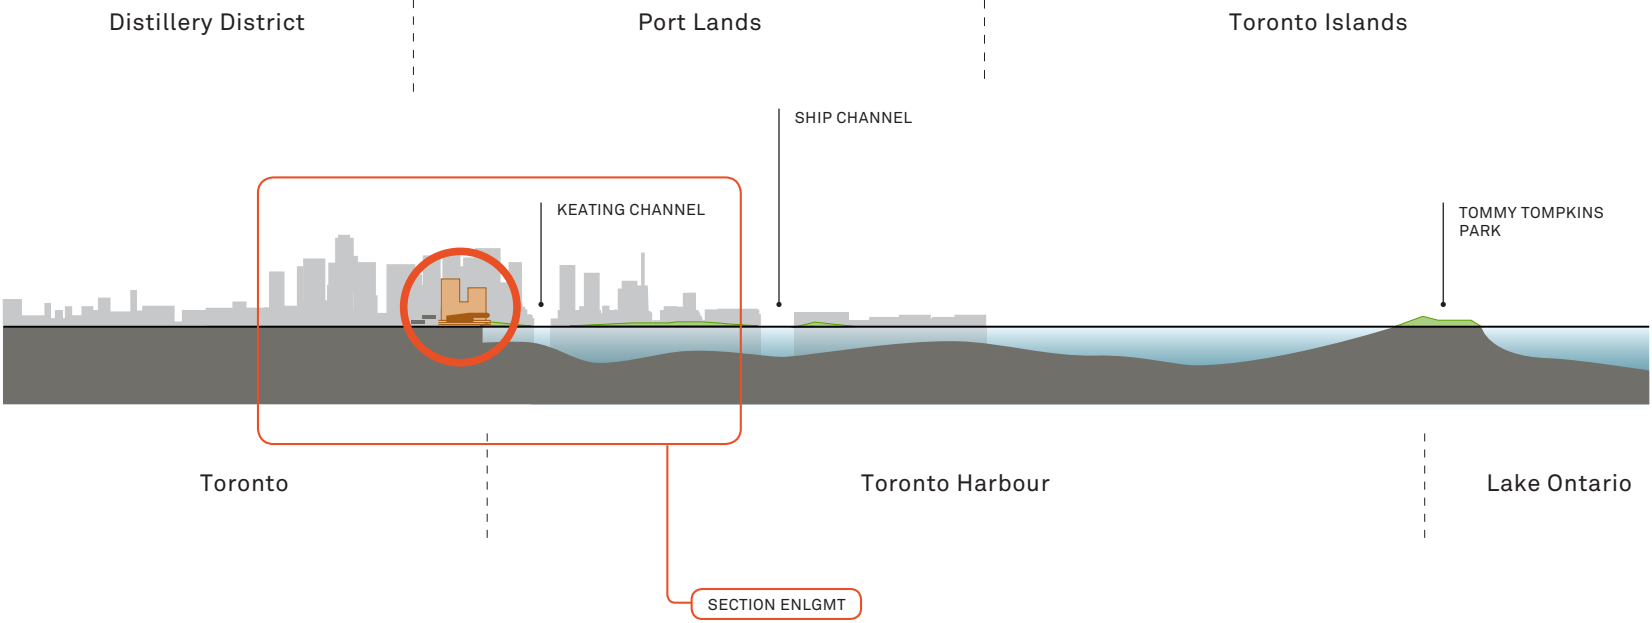 Distillery District
Port Lands
Toronto Islands
SHIP CHANNEL
KEATING CHANNEL
TOMMY TOMPKINS
PARK
Toronto
Toronto Harbour
Lake Ontario
SECTION ENLGMT